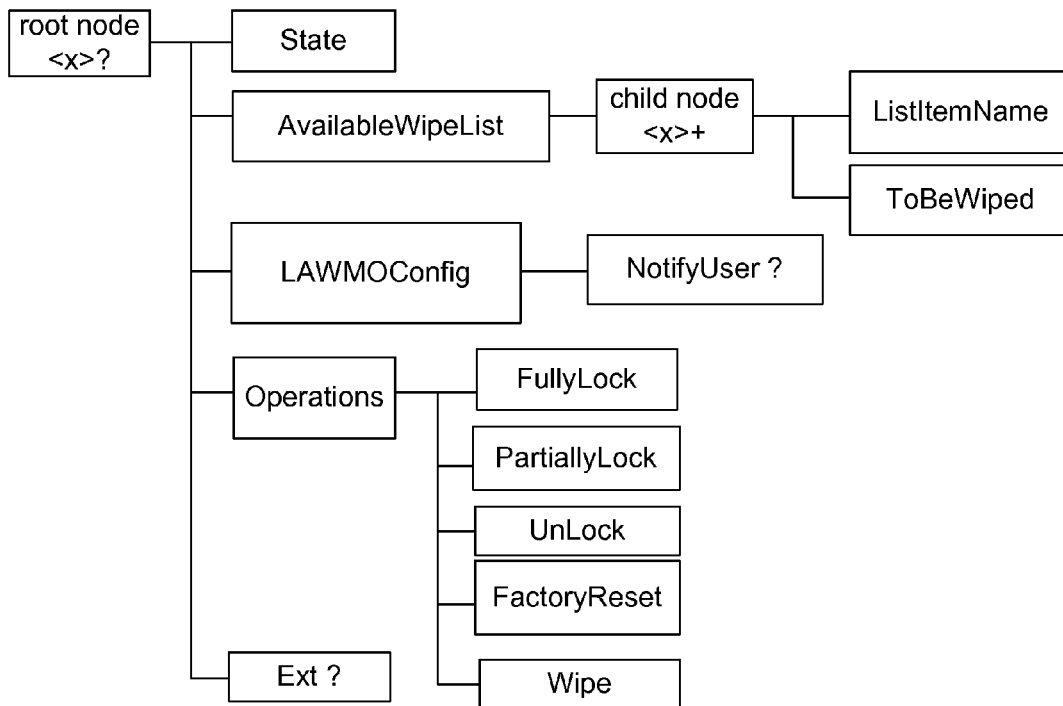 root node
<x>?
State
AvailableWipeList
child node
<x>+
ListItemName
ToBeWiped
LAWMOConfig
NotifyUser ?
Operations
FullyLock
PartiallyLock
UnLock
FactoryReset
Wipe
Ext ?